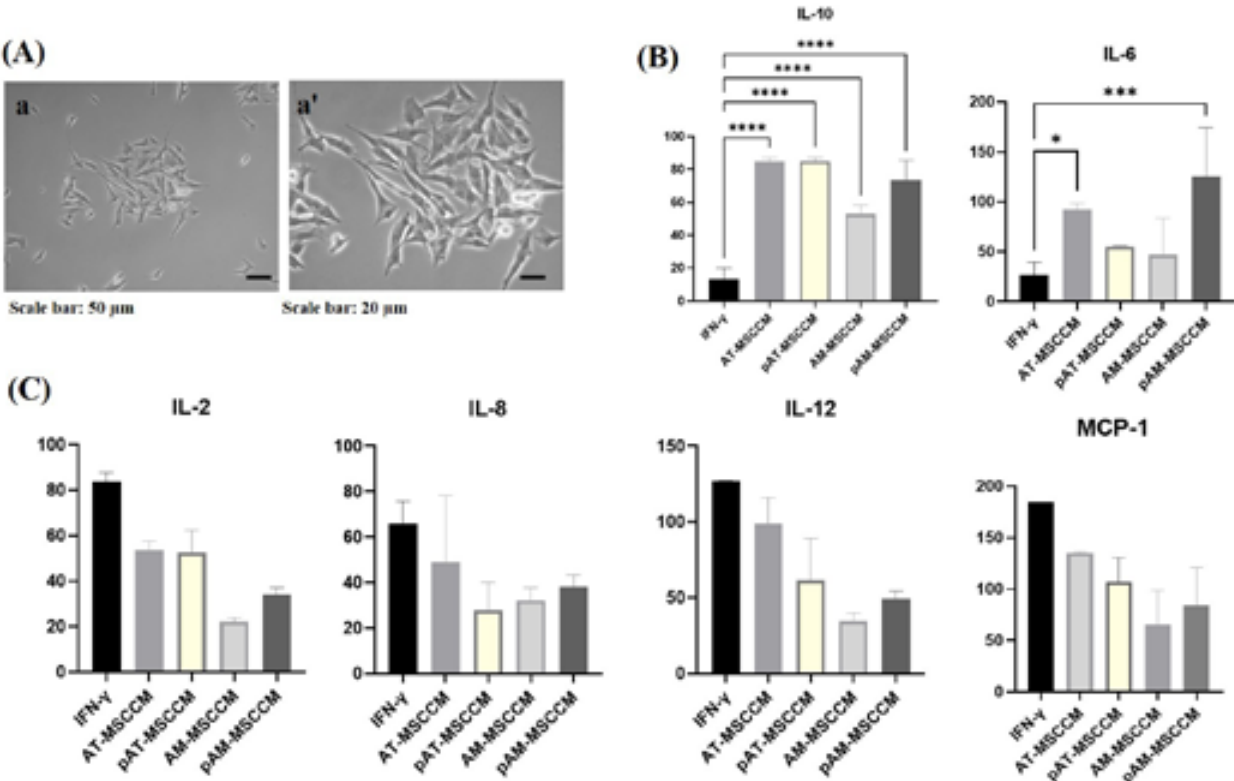 (A)
a
a'
Scale bar: 50 µm
Scale bar: 20 µm
(B)
IL-10
****
****
****
****
100
80
60
40
20
0
IFN-γ
AT-MSCCM
pAT-MSCCM
AM-MSCCM
pAM-MSCCM
IL-6
***
*
200
150
100
50
0
IFN-γ
AT-MSCCM
pAT-MSCCM
AM-MSCCM
pAM-MSCCM
(C)
IL-2
100
80
60
40
20
0
IFN-γ
AT-MSCCM
pAT-MSCCM
AM-MSCCM
pAM-MSCCM
IL-8
100
80
60
40
20
0
IFN-γ
AT-MSCCM
pAT-MSCCM
AM-MSCCM
pAM-MSCCM
IL-12
150
100
50
0
IFN-γ
AT-MSCCM
pAT-MSCCM
AM-MSCCM
pAM-MSCCM
MCP-1
200
150
100
50
0
IFN-γ
AT-MSCCM
pAT-MSCCM
AM-MSCCM
pAM-MSCCM